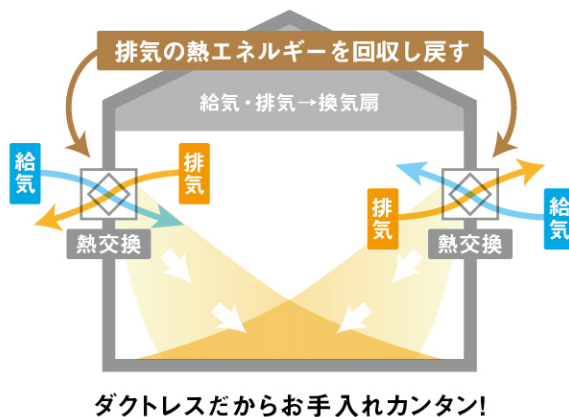 排気の熱エネルギーを回収し戻す
給気・排気→換気扇
給気
排気
熱交換
排気
給気
熱交換
ダクトレスだからお手入れカンタン!